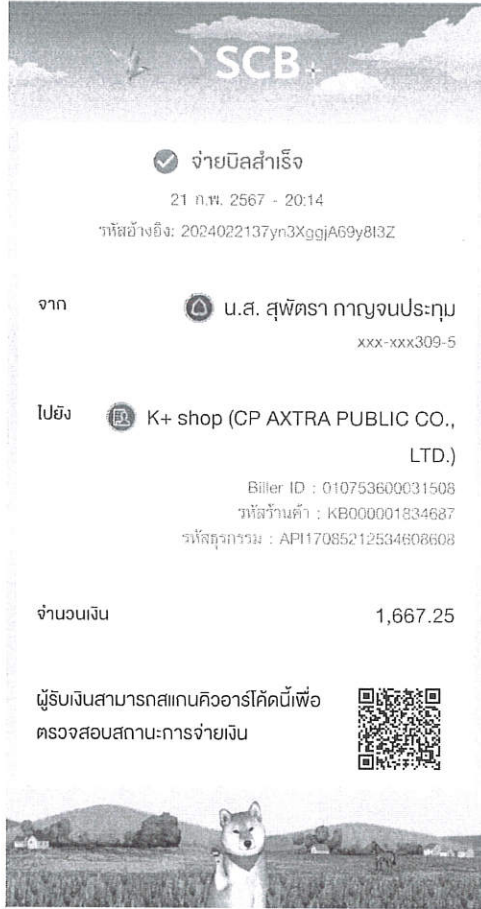 SCB
จ่ายบิลสำเร็จ
21 ก.พ. 2567 - 20:14
รหัสอ้างอิง: 2024022137yn3XggjA69y8I3Z
จาก
น.ส. สุพัตรา กาญจนประทุม
xxx-xxx309-5
ไปยัง
K+ shop (CP AXTRA PUBLIC CO.,
LTD.)
Biller ID : 010753600031508
รหัสร้านค้า : KB000001834687
รหัสธุรกรรม : API17085212534608608
จำนวนเงิน
1,667.25
ผู้รับเงินสามารถสแกนคิวอาร์โค้ดนี้เพื่อ
ตรวจสอบสถานะการจ่ายเงิน